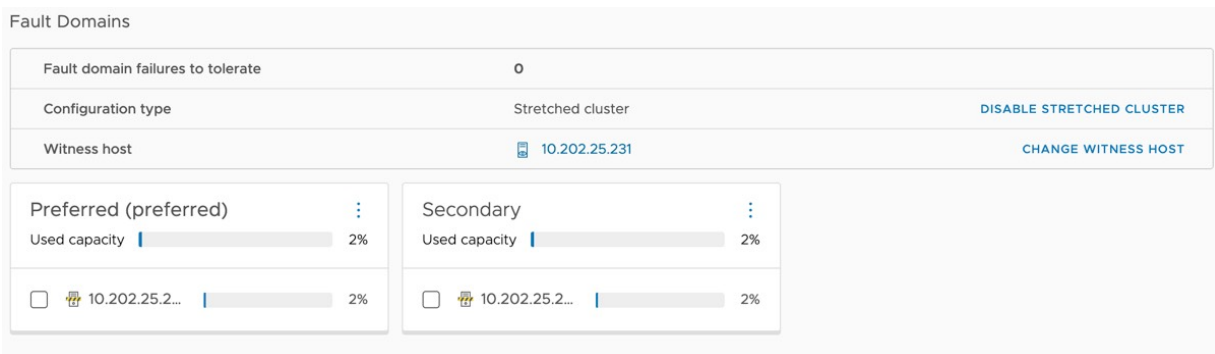 Fault Domains
Fault domain failures to tolerate 0
Configuration type Stretched cluster DISABLE STRETCHED CLUSTER
Witness host 10.202.25.231 CHANGE WITNESS HOST
Preferred (preferred)
Used capacity 2%
10.202.25.2... 2%
Secondary
Used capacity 2%
10.202.25.2... 2%